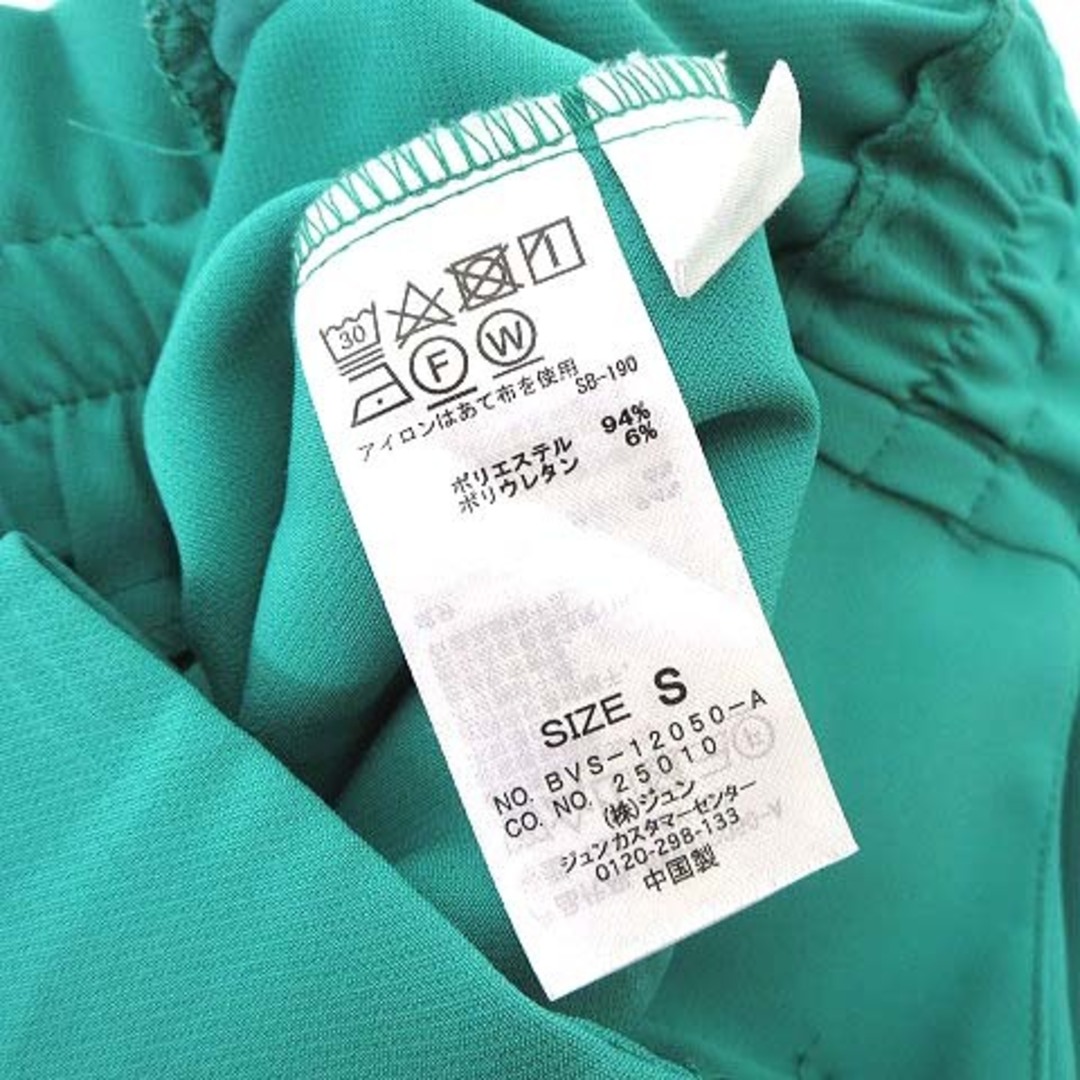 30
F W
アイロンはあて布を使用
SB-190
ポリエステル 94%
ポリウレタン 6%
SIZE S
NO. BVS-12050-A
CO. NO. 25010
(株)ジュン
ジュンカスタマーセンター
0120-298-133
中国製